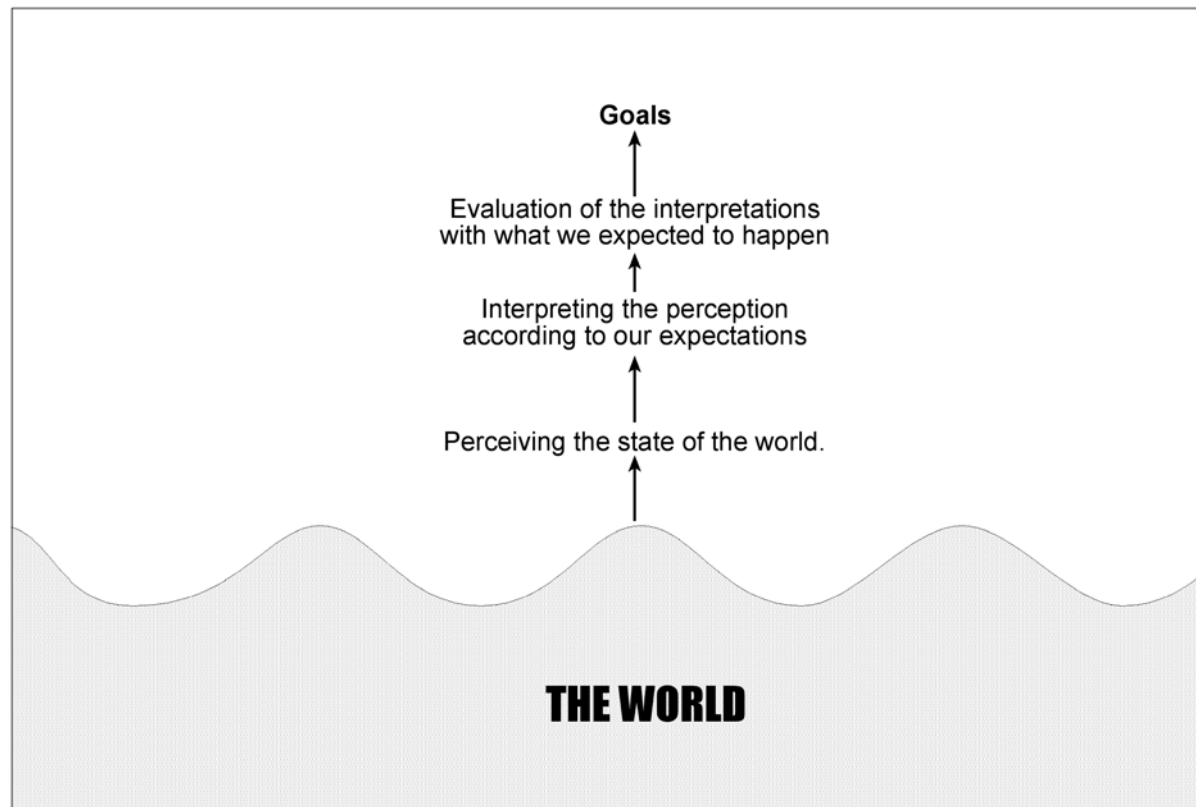 Goals
Evaluation of the interpretations
with what we expected to happen
Interpreting the perception
according to our expectations
Perceiving the state of the world.
THE WORLD